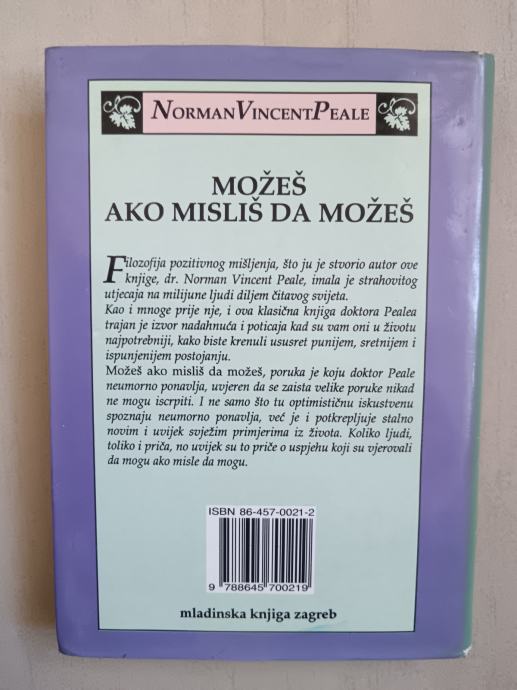 NORMANVINCENTPEALE
MOŽEŠ
AKO MISLIŠ DA MOŽEŠ
Filozofija pozitivnog mišljenja, što ju je stvorio autor ove
knjige, dr. Norman Vincent Peale, imala je strahovitog
utjecaja na milijune ljudi diljem čitavog svijeta.
Kao i mnoge prije nje, i ova klasična knjiga doktora Pealea
trajan je izvor nadahnuća i poticaja kad su vam oni u životu
najpotrebniji, kako biste krenuli ususret punijem, sretnijem i
ispunjenijem postojanju.
Možeš ako misliš da možeš, poruka je koju doktor Peale
neumorno ponavlja, uvjeren da se zaista velike poruke nikad
ne mogu iscrpiti. I ne samo što tu optimističnu iskustvenu
spoznaju neumorno ponavlja, već je i potkrepljuje stalno
novim i uvijek svježim primjerima iz života. Koliko ljudi,
toliko i priča, no uvijek su to priče o uspjehu koji su vjerovali
da mogu ako misle da mogu.
ISBN 86-457-0021-2
9 788645 700219
mladinska knjiga zagreb